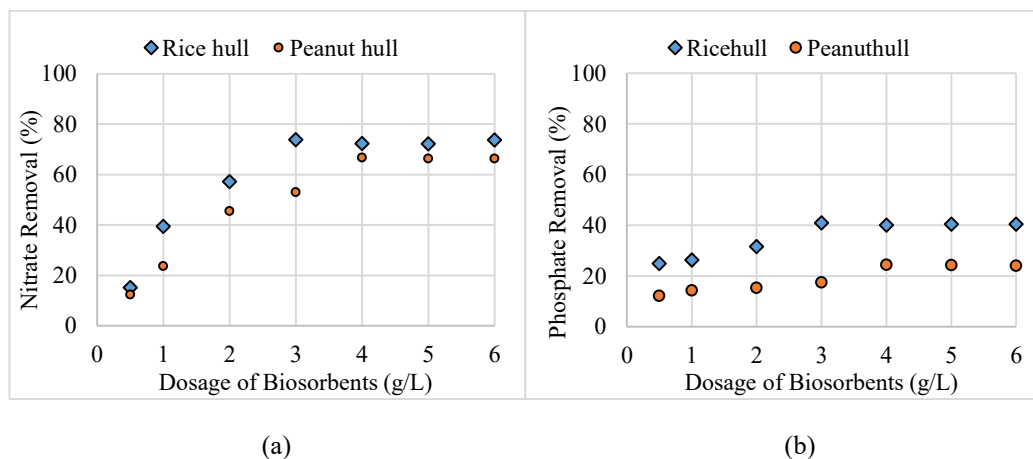 Rice hull Peanut hull
100
80
60
40
20
0
Nitrate Removal (%)
0 1 2 3 4 5 6
Dosage of Biosorbents (g/L)
(a)
Ricehull Peanuthull
100
80
60
40
20
0
Phosphate Removal (%)
0 1 2 3 4 5 6
Dosage of Biosorbents (g/L)
(b)